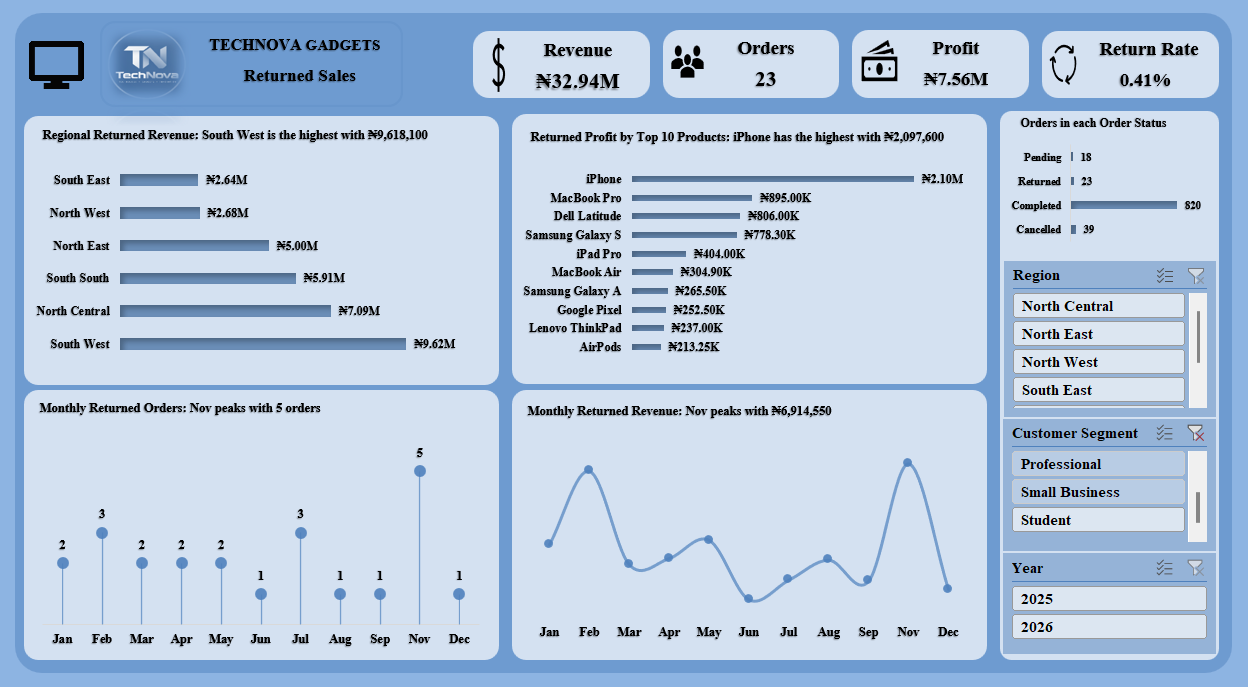 TECHNOVA GADGETS
Returned Sales
TN
TechNova
Revenue
₦32.94M
Orders
23
Profit
₦7.56M
Return Rate
0.41%
Regional Returned Revenue: South West is the highest with ₦9,618,100
South East ₦2.64M
North West ₦2.68M
North East ₦5.00M
South South ₦5.91M
North Central ₦7.09M
South West ₦9.62M
Returned Profit by Top 10 Products: iPhone has the highest with ₦2,097,600
iPhone ₦2.10M
MacBook Pro ₦895.00K
Dell Latitude ₦806.00K
Samsung Galaxy S ₦778.30K
iPad Pro ₦404.00K
MacBook Air ₦304.90K
Samsung Galaxy A ₦265.50K
Google Pixel ₦252.50K
Lenovo ThinkPad ₦237.00K
AirPods ₦213.25K
Orders in each Order Status
Pending 18
Returned 23
Completed 820
Cancelled 39
Region
North Central
North East
North West
South East
Customer Segment
Professional
Small Business
Student
Year
2025
2026
Monthly Returned Orders: Nov peaks with 5 orders
2 3 2 2 2 1 3 1 1 5 1
Jan Feb Mar Apr May Jun Jul Aug Sep Nov Dec
Monthly Returned Revenue: Nov peaks with ₦6,914,550
Jan Feb Mar Apr May Jun Jul Aug Sep Nov Dec